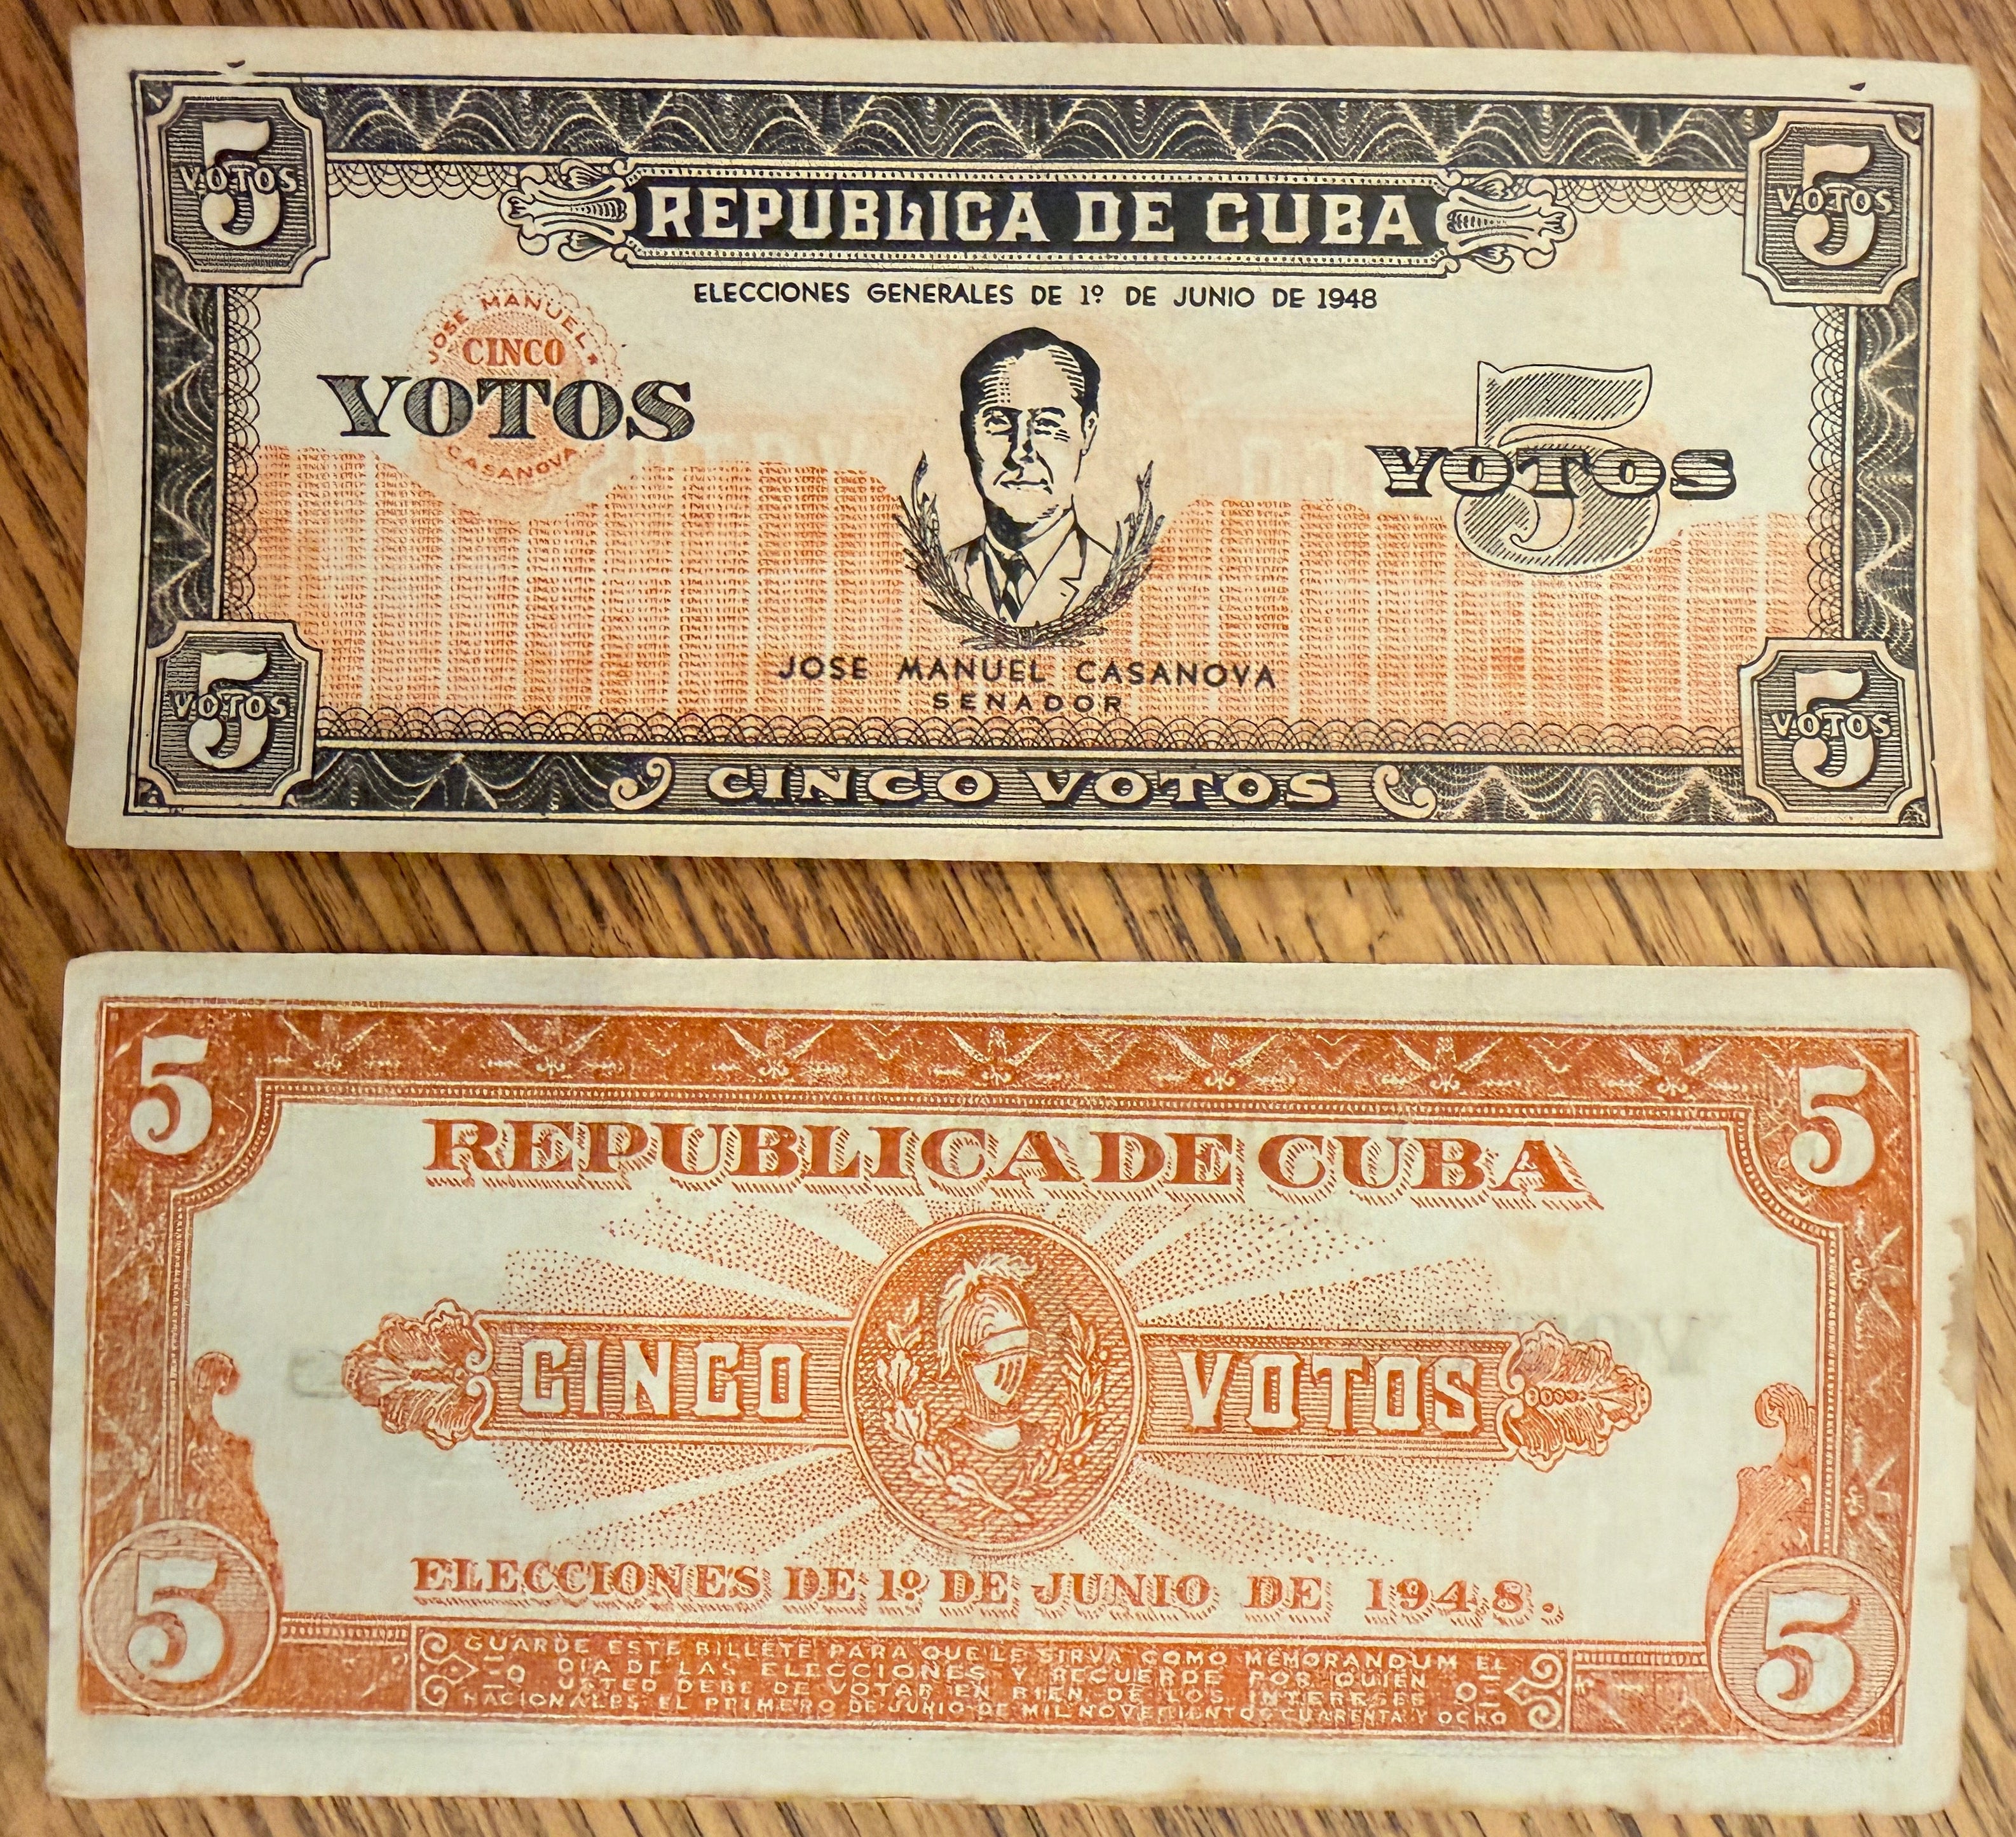 5 VOTOS
5 VOTOS
REPUBLICA DE CUBA
ELECCIONES GENERALES DE 1º DE JUNIO DE 1948
JOSE MANUEL
CINCO
VOTOS
CASANOVA
5
VOTOS
JOSE MANUEL CASANOVA
SENADOR
5 VOTOS
5 VOTOS
CINCO VOTOS
5
5
REPUBLICA DE CUBA
CINCO VOTOS
ELECCIONES DE 1º DE JUNIO DE 1948.
5
5
GUARDE ESTE BILLETE PARA QUE LE SIRVA COMO MEMORANDUM EL
DIA DE LAS ELECCIONES Y RECUERDE POR QUIEN
USTED DEBE DE VOTAR EN BIEN DE LOS INTERESES
NACIONALES EL PRIMERO DE JUNIO DE MIL NOVECIENTOS CUARENTA Y OCHO